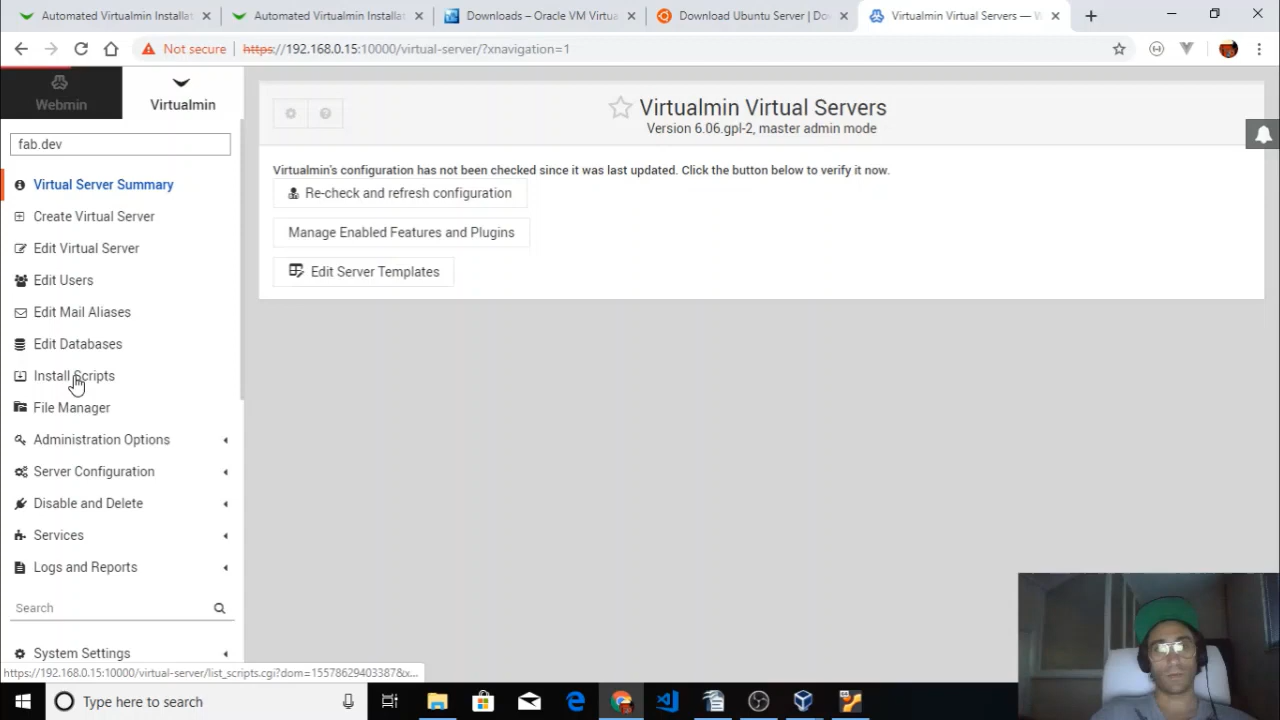 Automated Virtualmin Installat
Automated Virtualmin Installat
Downloads – Oracle VM Virtua
Download Ubuntu Server | Do
Virtualmin Virtual Servers — W
Not secure
https://192.168.0.15:10000/virtual-server/?xnavigation=1
Webmin
Virtualmin
fab.dev
Virtual Server Summary
Create Virtual Server
Edit Virtual Server
Edit Users
Edit Mail Aliases
Edit Databases
Install Scripts
File Manager
Administration Options
Server Configuration
Disable and Delete
Services
Logs and Reports
Search
System Settings
Virtualmin Virtual Servers
Version 6.06.gpl-2, master admin mode
Virtualmin's configuration has not been checked since it was last updated. Click the button below to verify it now.
Re-check and refresh configuration
Manage Enabled Features and Plugins
Edit Server Templates
https://192.168.0.15:10000/virtual-server/list_scripts.cgi?dom=155786294033878&x...
Type here to search